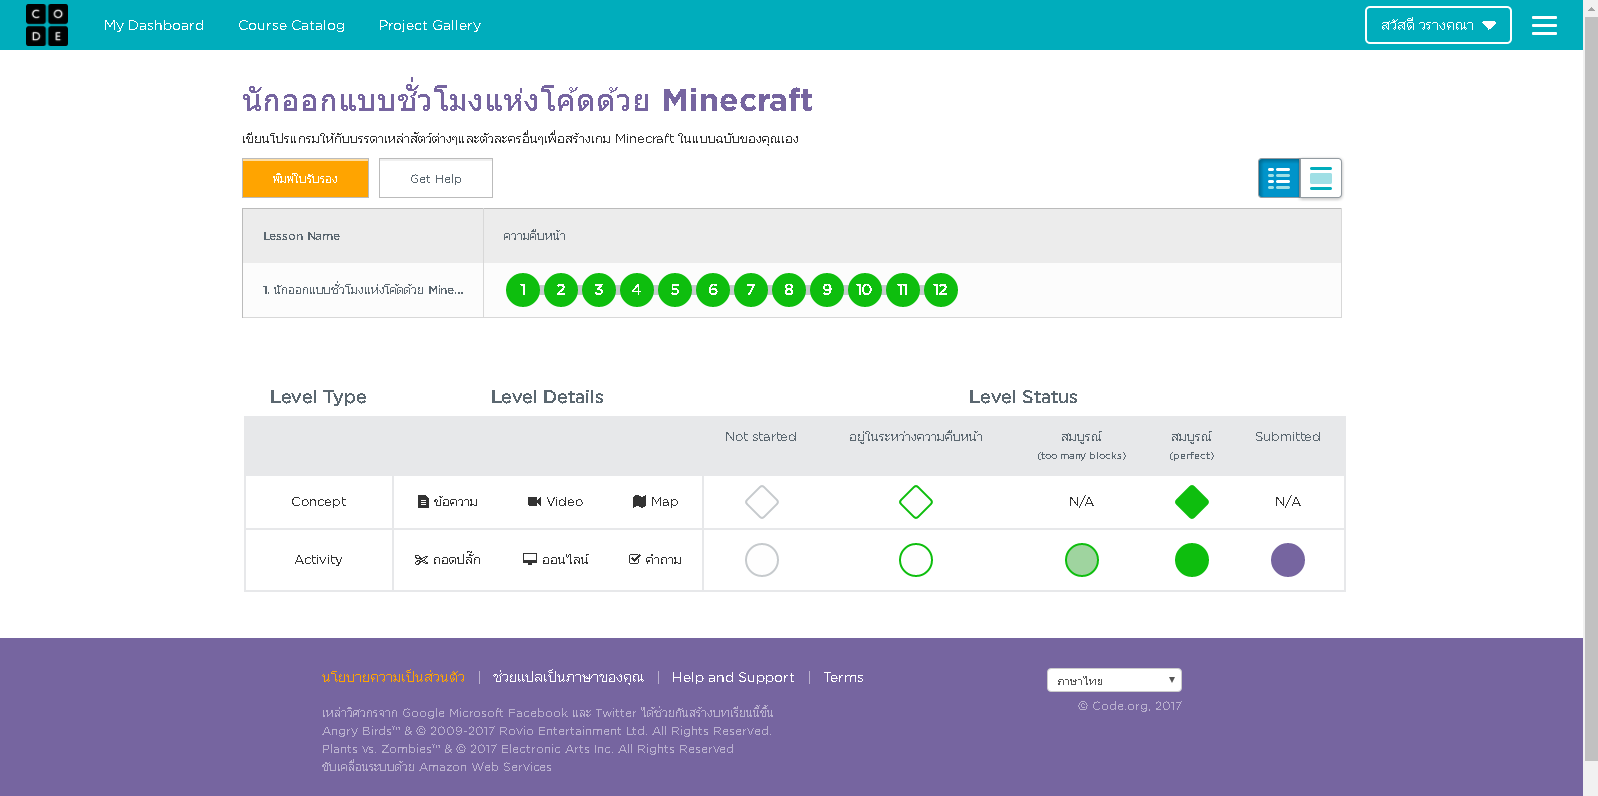 CODE
My Dashboard Course Catalog Project Gallery สวัสดี วรางคณา
นักออกแบบชั่วโมงแห่งโค้ดด้วย Minecraft
เขียนโปรแกรมให้กับบรรดาเหล่าสัตว์ต่างๆและตัวละครอื่นๆเพื่อสร้างเกม Minecraft ในแบบฉบับของคุณเอง
พิมพ์ใบรับรอง Get Help
Lesson Name ความคืบหน้า
1. นักออกแบบชั่วโมงแห่งโค้ดด้วย Mine... 1 2 3 4 5 6 7 8 9 10 11 12
Level Type Level Details Level Status
Not started อยู่ในระหว่างความคืบหน้า สมบูรณ์ สมบูรณ์ Submitted
(too many blocks) (perfect)
Concept ข้อความ Video Map N/A N/A
Activity ถอดปลั๊ก ออนไลน์ คำถาม
นโยบายความเป็นส่วนตัว | ช่วยแปลเป็นภาษาของคุณ | Help and Support | Terms ภาษาไทย
เหล่าวิศวกรจาก Google Microsoft Facebook และ Twitter ได้ช่วยกันสร้างบทเรียนนี้ขึ้น © Code.org, 2017
Angry Birds™ & © 2009-2017 Rovio Entertainment Ltd. All Rights Reserved.
Plants vs. Zombies™ & © 2017 Electronic Arts Inc. All Rights Reserved
ขับเคลื่อนระบบด้วย Amazon Web Services